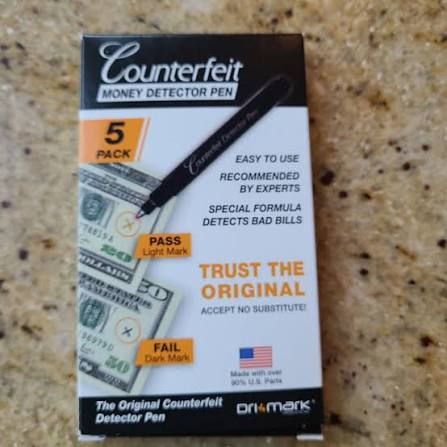 Counterfeit
MONEY DETECTOR PEN
5
PACK
Counterfeit Detector Pen
EASY TO USE
RECOMMENDED
BY EXPERTS
SPECIAL FORMULA
DETECTS BAD BILLS
PASS
Light Mark
TRUST THE
ORIGINAL
ACCEPT NO SUBSTITUTE!
FAIL
Dark Mark
Made with over
90% U.S. Parts
The Original Counterfeit
Detector Pen
DRI MARK